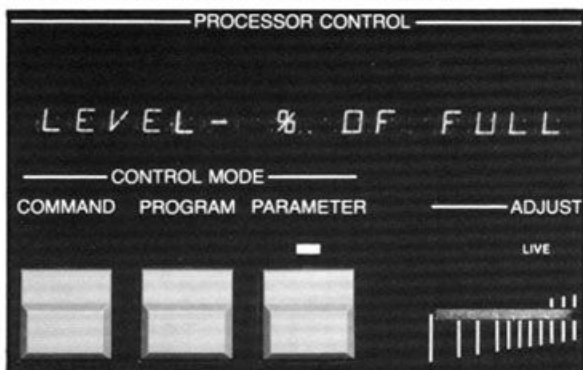 PROCESSOR CONTROL
LEVEL- % OF FULL
CONTROL MODE
COMMAND PROGRAM PARAMETER
ADJUST
LIVE